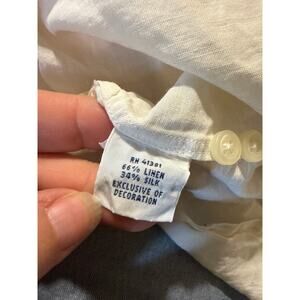 RN 41381
66% LINEN
34% SILK
EXCLUSIVE OF
DECORATION